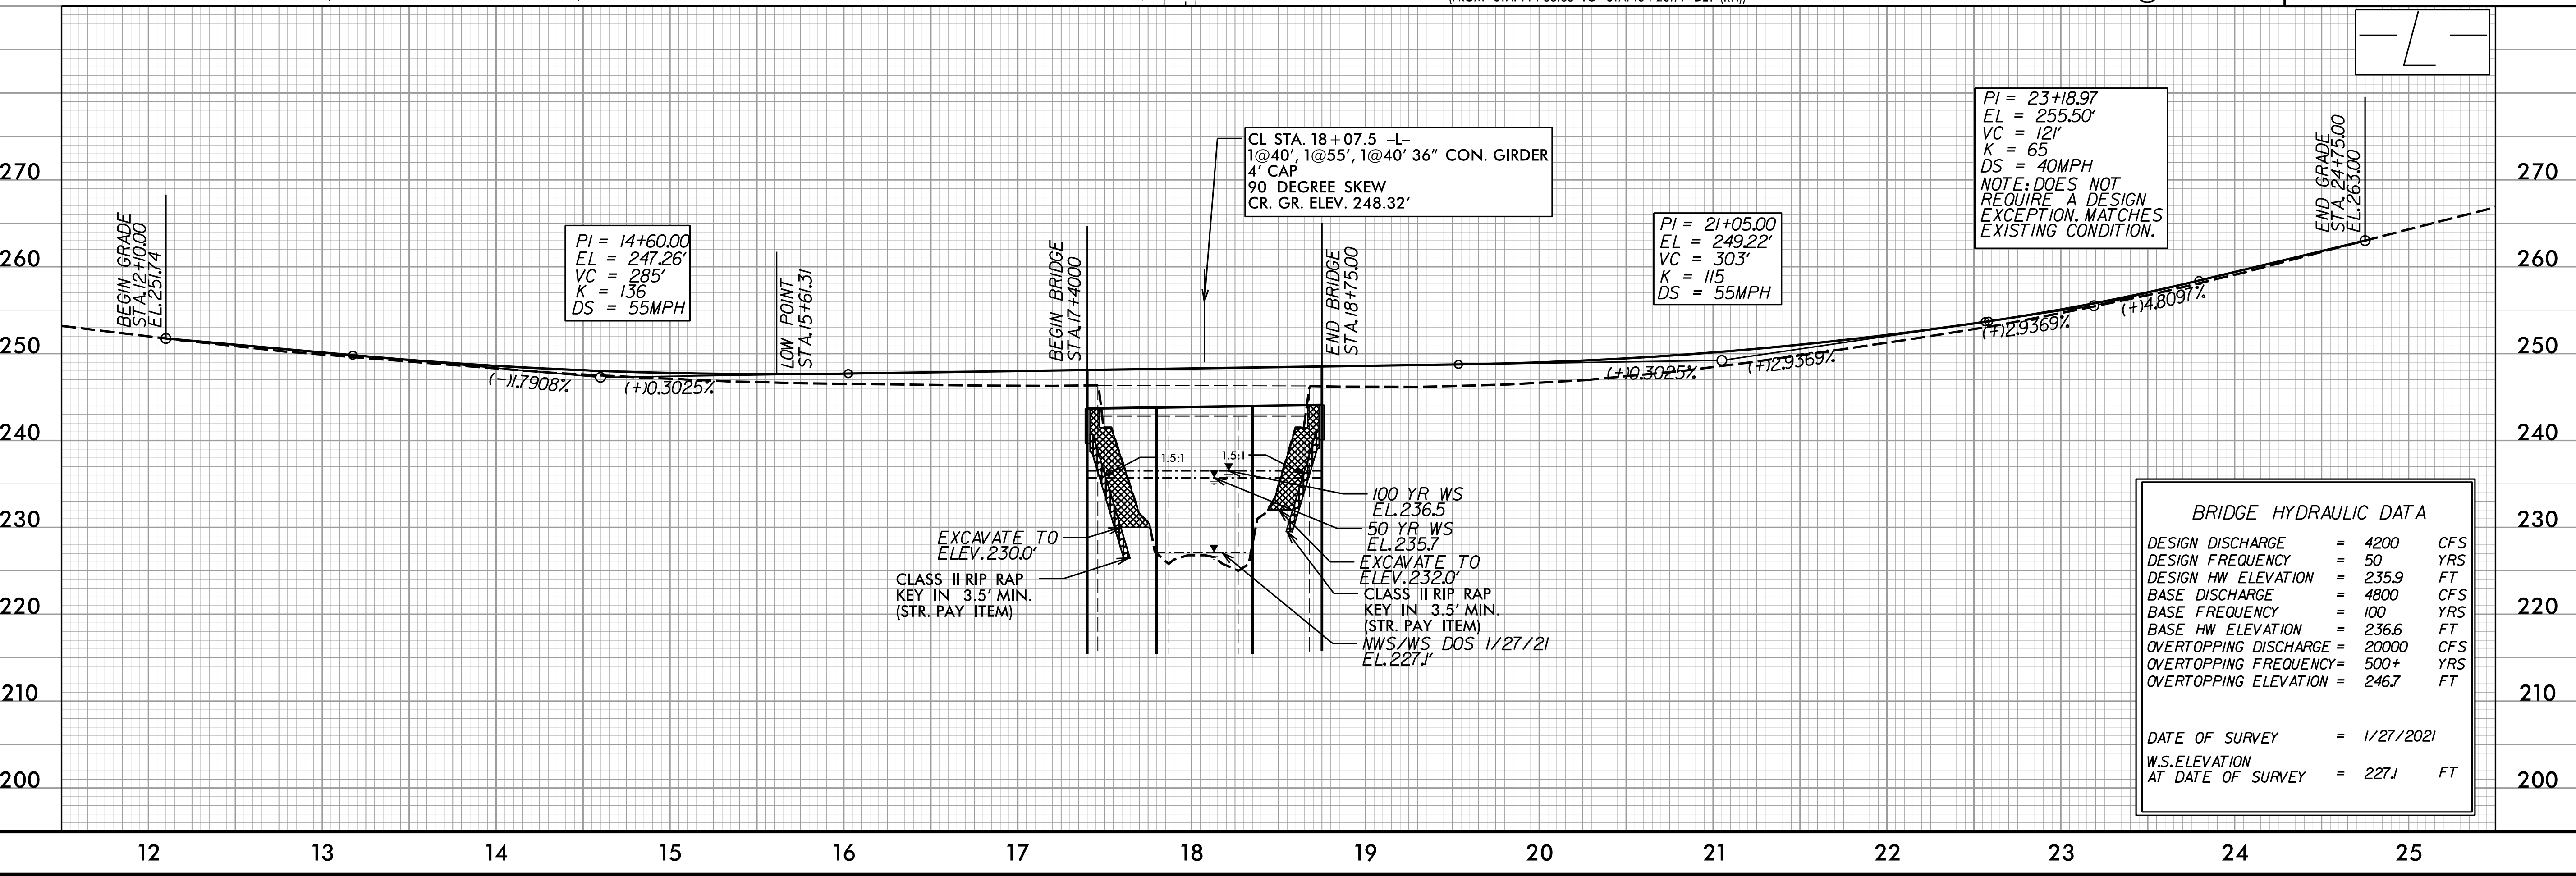 -L-
PI = 23+18.97
EL = 255.50'
VC = 121'
K = 65
DS = 40MPH
NOTE: DOES NOT
REQUIRE A DESIGN
EXCEPTION. MATCHES
EXISTING CONDITION.
END GRADE
STA. 24+75.00
EL. 263.00
CL STA. 18+07.5 -L-
1@40', 1@55', 1@40' 36" CON. GIRDER
4' CAP
90 DEGREE SKEW
CR. GR. ELEV. 248.32'
270
270
BEGIN GRADE
STA. 12+10.00
EL. 251.74
PI = 14+60.00
EL = 247.26'
VC = 285'
K = 136
DS = 55MPH
LOW POINT
STA. 15+61.31
BEGIN BRIDGE
STA. 17+4000
END BRIDGE
STA. 18+75.00
PI = 21+05.00
EL = 249.22'
VC = 303'
K = 115
DS = 55MPH
260
260
(+)4.8097%
(+)2.9369%
250
250
(-)1.7908%
(+)0.3025%
(+)0.3025%
(+)2.9369%
240
240
1.5:1
1.5:1
100 YR WS
EL. 236.5
50 YR WS
EL. 235.7
EXCAVATE TO
ELEV. 232.0'
CLASS II RIP RAP
KEY IN 3.5' MIN.
(STR. PAY ITEM)
NWS/WS DOS 1/27/21
EL. 227.1'
230
230
EXCAVATE TO
ELEV. 230.0'
CLASS II RIP RAP
KEY IN 3.5' MIN.
(STR. PAY ITEM)
220
220
210
210
200
200
BRIDGE HYDRAULIC DATA
DESIGN DISCHARGE = 4200 CFS
DESIGN FREQUENCY = 50 YRS
DESIGN HW ELEVATION = 235.9 FT
BASE DISCHARGE = 4800 CFS
BASE FREQUENCY = 100 YRS
BASE HW ELEVATION = 236.6 FT
OVERTOPPING DISCHARGE = 20000 CFS
OVERTOPPING FREQUENCY= 500+ YRS
OVERTOPPING ELEVATION = 246.7 FT
DATE OF SURVEY = 1/27/2021
W.S. ELEVATION
AT DATE OF SURVEY = 227.1 FT
12 13 14 15 16 17 18 19 20 21 22 23 24 25